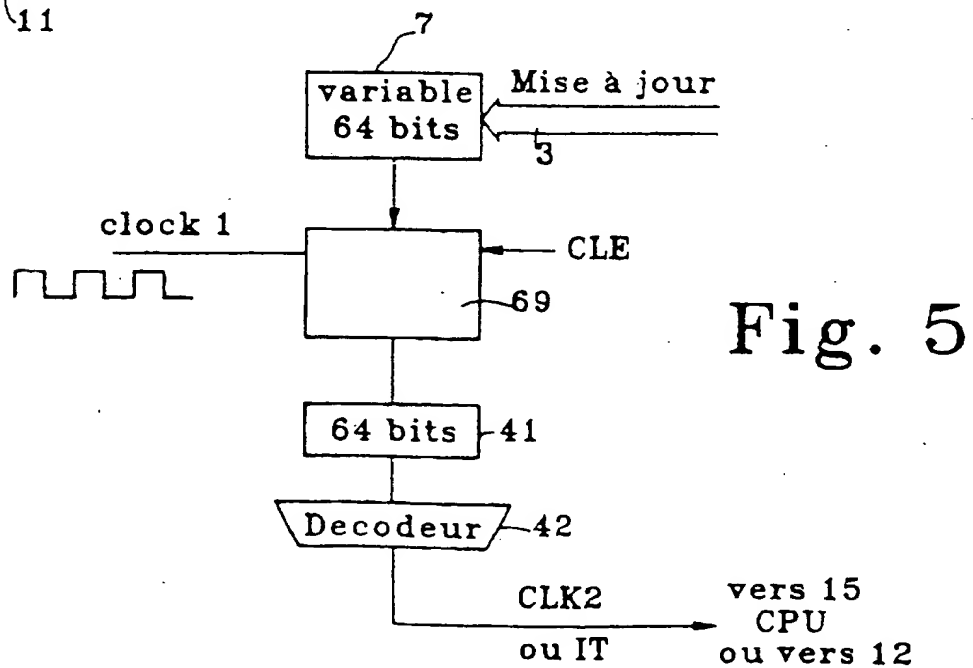 11
7
variable
64 bits
Mise à jour
3
clock 1
CLE
69
Fig. 5
64 bits
41
Decodeur
42
CLK2
ou IT
vers 15
CPU
ou vers 12